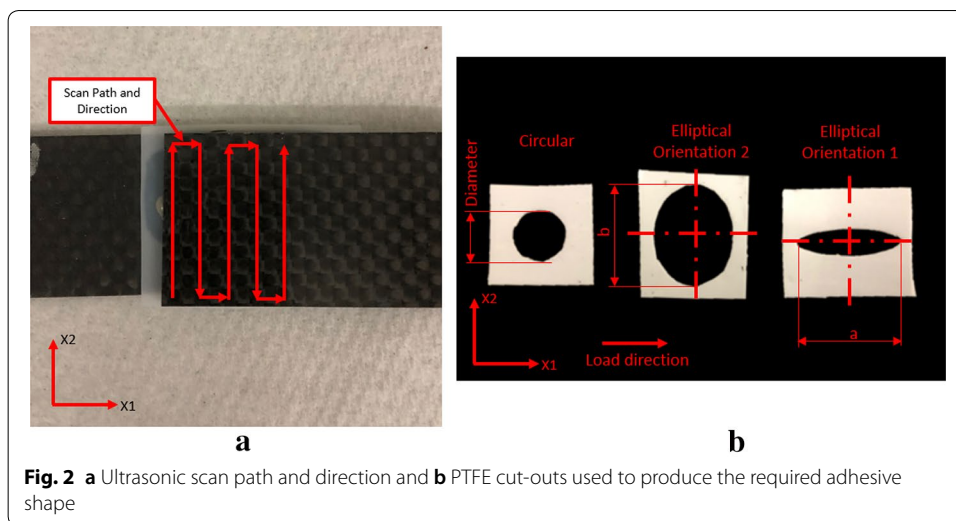 Scan Path and
Direction
X2
X1
a
Circular
Elliptical
Orientation 2
Elliptical
Orientation 1
Diameter
b
a
X2
X1
Load direction
b
Fig. 2 a Ultrasonic scan path and direction and b PTFE cut-outs used to produce the required adhesive
shape